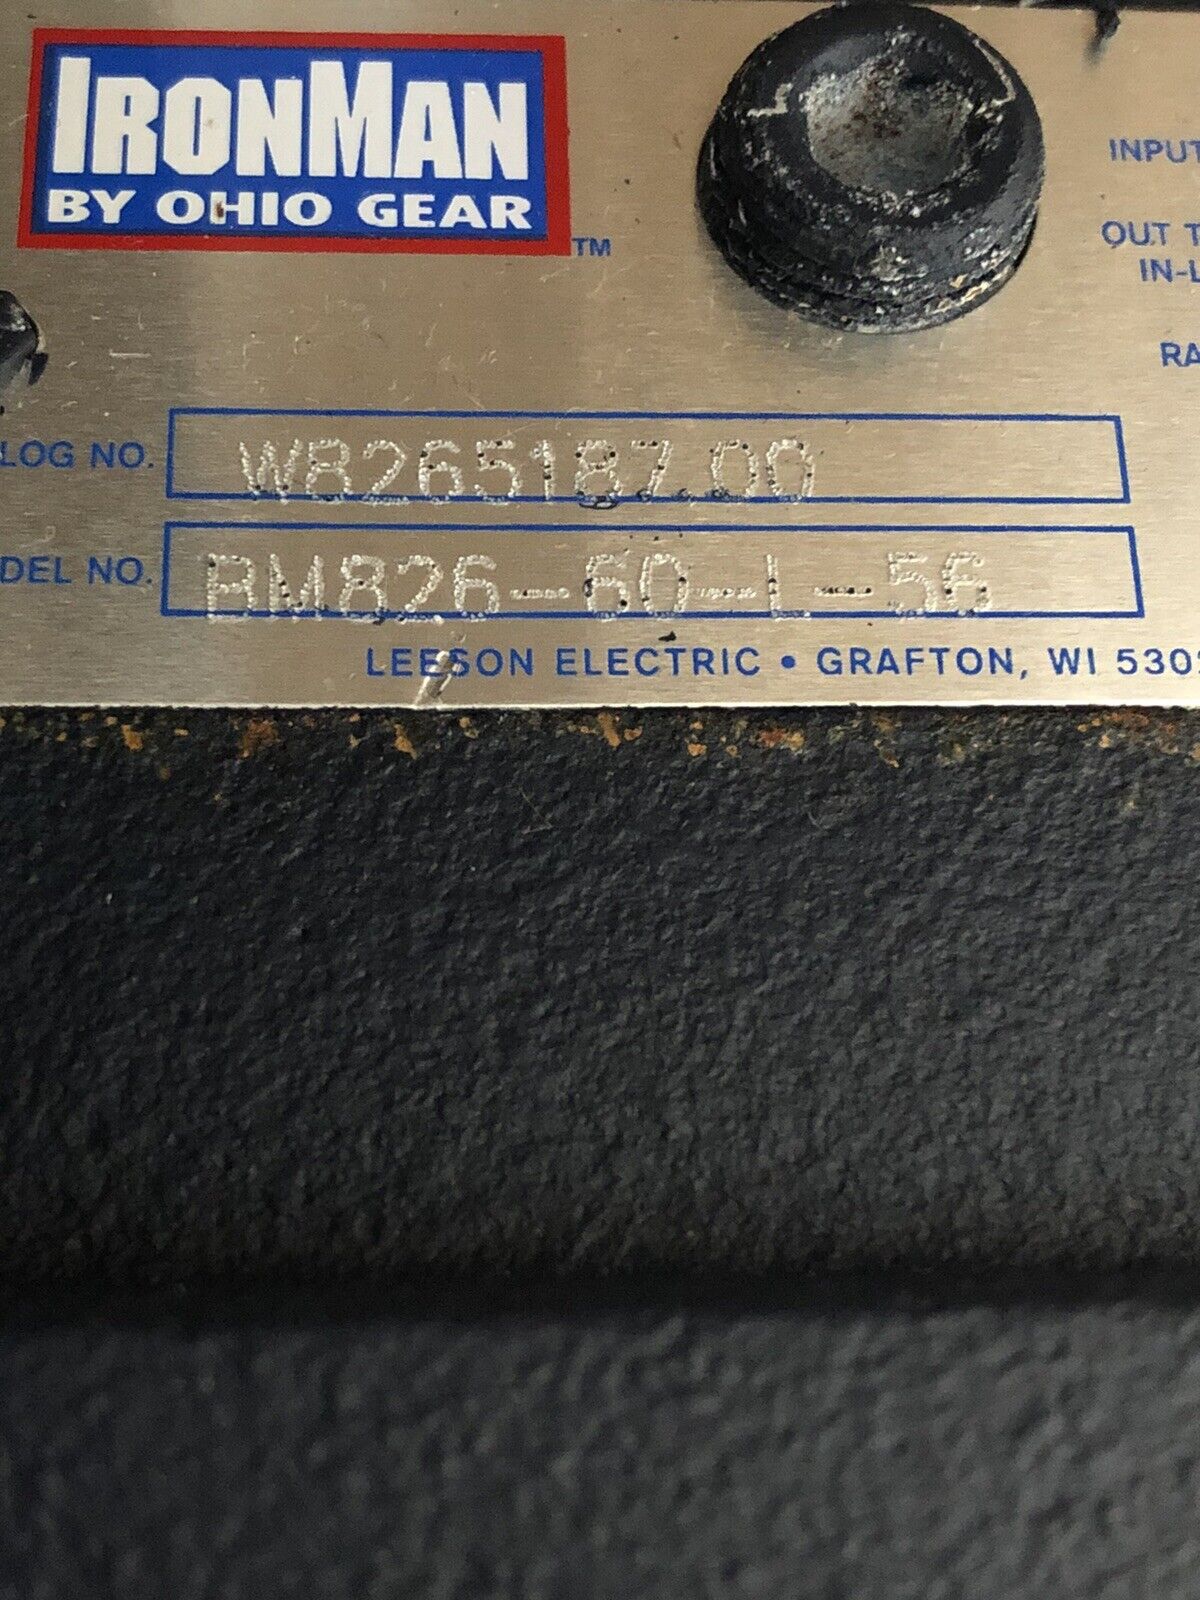 IRONMAN
BY OHIO GEAR
™
INPUT
OUT T
IN-L
RA
LOG NO. W8265187.00
DEL NO. BM826-60-L-56
LEESON ELECTRIC • GRAFTON, WI 530